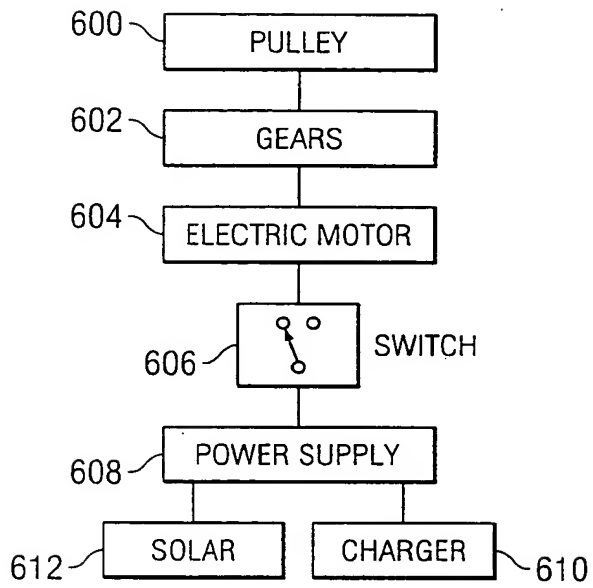 600 PULLEY
602 GEARS
604 ELECTRIC MOTOR
606 SWITCH
608 POWER SUPPLY
612 SOLAR CHARGER 610